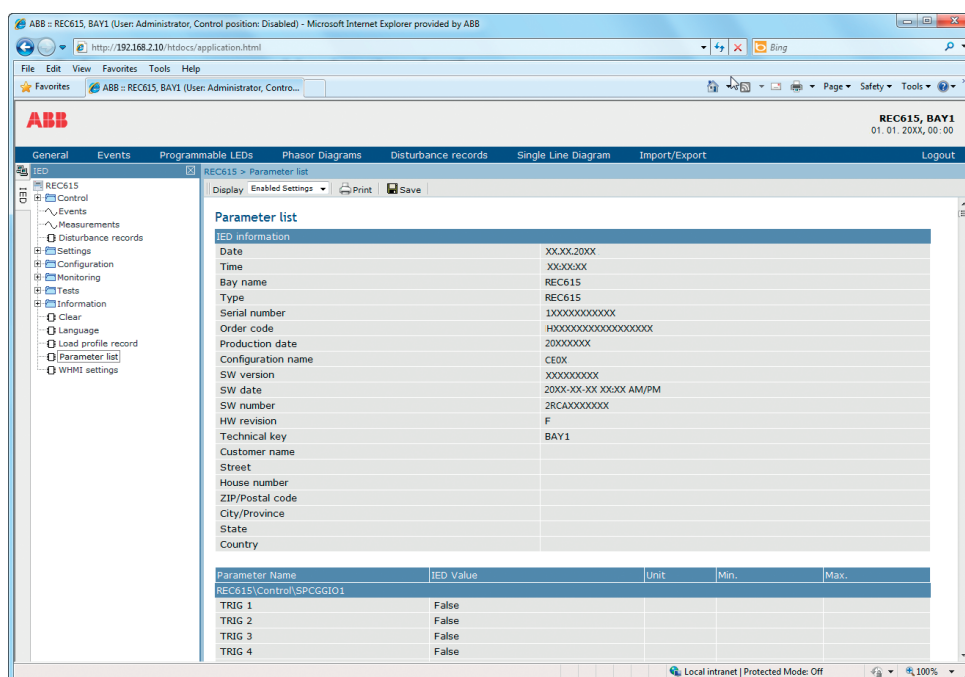 ABB :: REC615, BAY1 (User: Administrator, Control position: Disabled) - Microsoft Internet Explorer provided by ABB
http://192.168.2.10/htdocs/application.html
Bing
File Edit View Favorites Tools Help
Favorites
ABB :: REC615, BAY1 (User: Administrator, Contro...
Page Safety Tools
ABB
REC615, BAY1
01. 01. 20XX, 00:00
General Events Programmable LEDs Phasor Diagrams Disturbance records Single Line Diagram Import/Export Logout
IED
IED
REC615
Control
Events
Measurements
Disturbance records
Settings
Configuration
Monitoring
Tests
Information
Clear
Language
Load profile record
Parameter list
WHMI settings
REC615 > Parameter list
Display Enabled Settings Print Save
Parameter list
IED information
Date XX.XX.20XX
Time XX:XX:XX
Bay name REC615
Type REC615
Serial number 1XXXXXXXXXXX
Order code HXXXXXXXXXXXXXXXXX
Production date 20XXXXXX
Configuration name CE0X
SW version XXXXXXXXX
SW date 20XX-XX-XX XX:XX AM/PM
SW number 2RCAXXXXXXX
HW revision F
Technical key BAY1
Customer name
Street
House number
ZIP/Postal code
City/Province
State
Country
Parameter Name IED Value Unit Min. Max.
REC615\Control\SPCGGIO1
TRIG 1 False
TRIG 2 False
TRIG 3 False
TRIG 4 False
Local intranet | Protected Mode: Off
100%